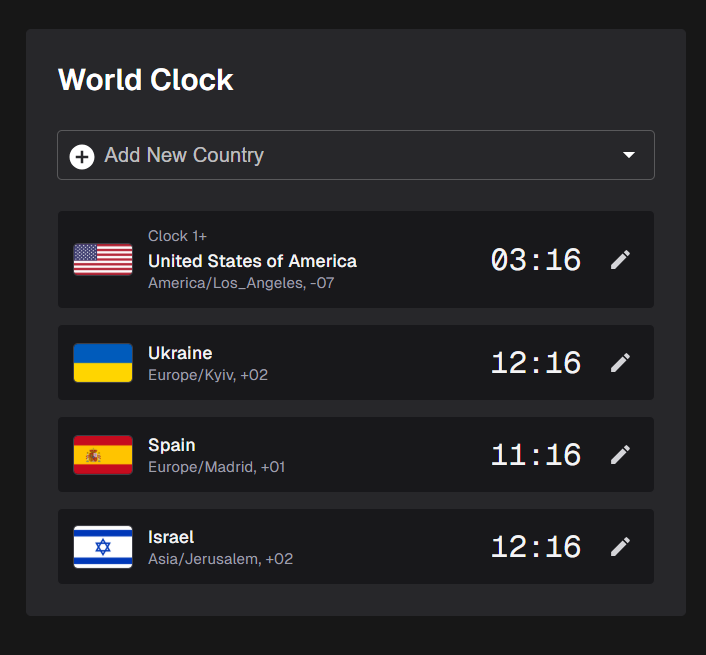 World Clock
Add New Country
Clock 1+
United States of America
America/Los_Angeles, -07
03:16
Ukraine
Europe/Kyiv, +02
12:16
Spain
Europe/Madrid, +01
11:16
Israel
Asia/Jerusalem, +02
12:16